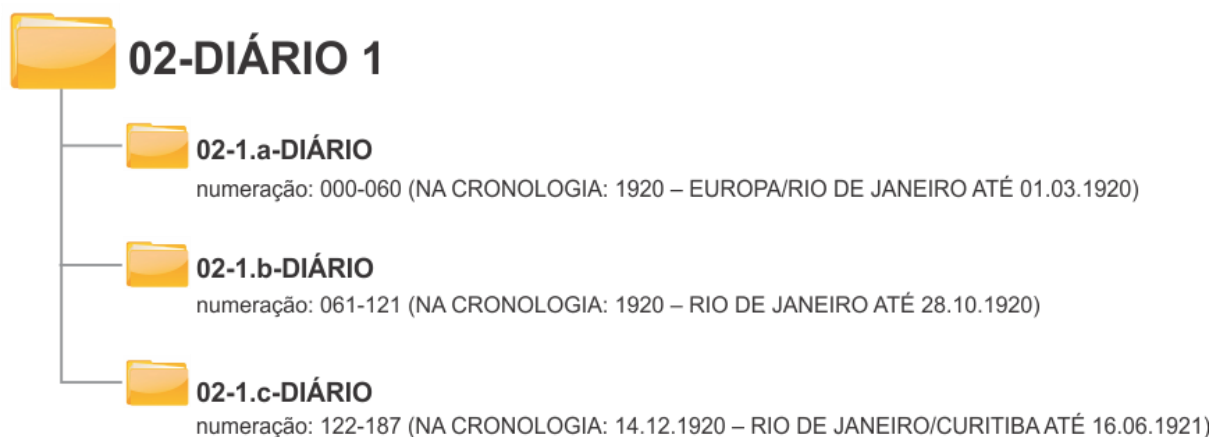 02-DIÁRIO 1
02-1.a-DIÁRIO
numeração: 000-060 (NA CRONOLOGIA: 1920 – EUROPA/RIO DE JANEIRO ATÉ 01.03.1920)
02-1.b-DIÁRIO
numeração: 061-121 (NA CRONOLOGIA: 1920 – RIO DE JANEIRO ATÉ 28.10.1920)
02-1.c-DIÁRIO
numeração: 122-187 (NA CRONOLOGIA: 14.12.1920 – RIO DE JANEIRO/CURITIBA ATÉ 16.06.1921)